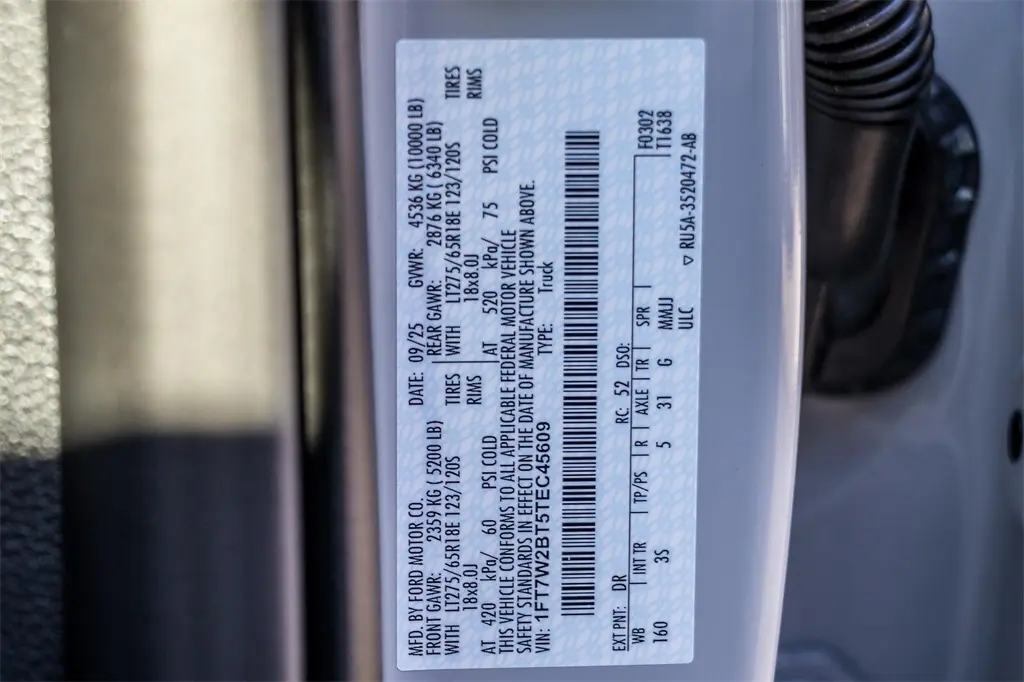 MFD. BY FORD MOTOR CO. DATE: 09/25 GVWR: 4536 KG (10000 LB)
FRONT GAWR: 2359 KG ( 5200 LB) REAR GAWR: 2876 KG ( 6340 LB)
WITH LT275/65R18E 123/120S TIRES WITH LT275/65R18E 123/120S TIRES
18x8.0J RIMS 18x8.0J RIMS
AT 420 kPa/ 60 PSI COLD AT 520 kPa/ 75 PSI COLD
THIS VEHICLE CONFORMS TO ALL APPLICABLE FEDERAL MOTOR VEHICLE
SAFETY STANDARDS IN EFFECT ON THE DATE OF MANUFACTURE SHOWN ABOVE.
VIN: 1FT7W2BT5TEC45609 TYPE: Truck
EXT PNT: DR RC: 52 DSO: F0302
WB INT TR TP/PS R AXLE TR SPR T1638
160 3S 5 31 G MMJJ
ULC ▽ RU5A-3520472-AB